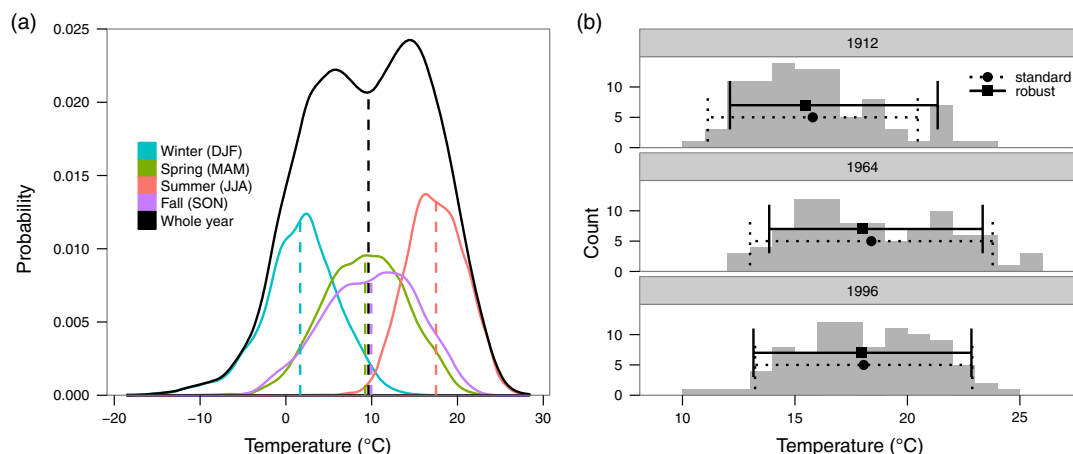 (a)
0.025
0.020
0.015
0.010
0.005
0.000
Probability
Winter (DJF)
Spring (MAM)
Summer (JJA)
Fall (SON)
Whole year
−20 −10 0 10 20 30
Temperature (°C)
(b)
1912
10
5
0
standard
robust
1964
10
5
0
Count
1996
10
5
0
10 15 20 25
Temperature (°C)